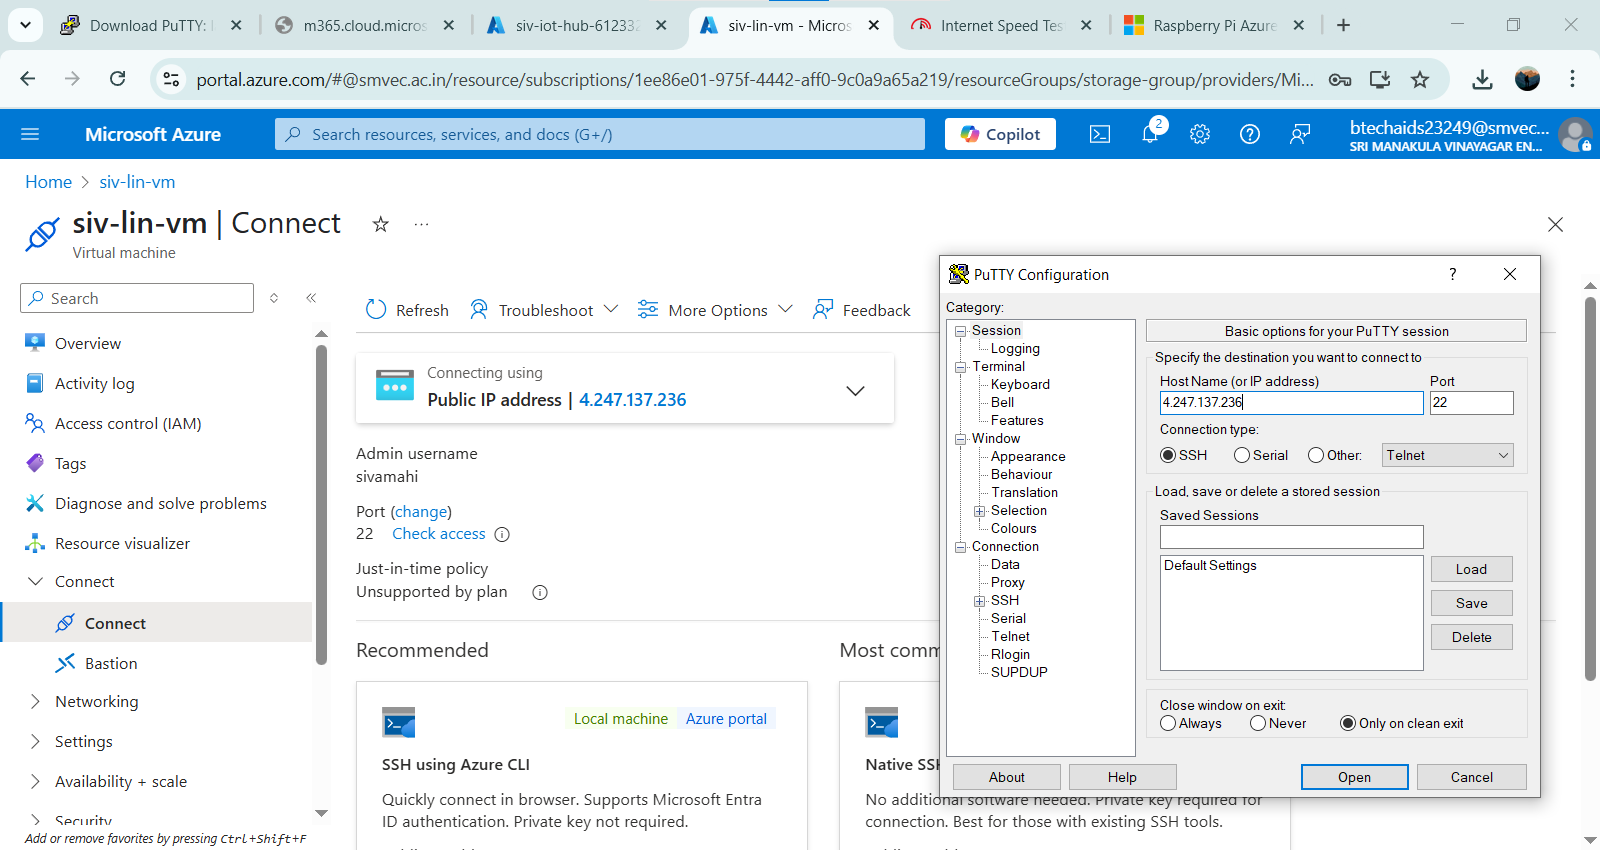 Download PuTTY: l
m365.cloud.micros
siv-iot-hub-612332
siv-lin-vm - Micros
Internet Speed Tes
Raspberry Pi Azure
portal.azure.com/#@smvec.ac.in/resource/subscriptions/1ee86e01-975f-4442-aff0-9c0a9a65a219/resourceGroups/storage-group/providers/Mi...
Microsoft Azure
Search resources, services, and docs (G+/)
Copilot
2
btechaids23249@smvec...
SRI MANAKULA VINAYAGAR EN...
Home > siv-lin-vm
siv-lin-vm | Connect
...
Virtual machine
Search
Overview
Activity log
Access control (IAM)
Tags
Diagnose and solve problems
Resource visualizer
Connect
Connect
Bastion
Networking
Settings
Availability + scale
Security
Add or remove favorites by pressing Ctrl+Shift+F
Refresh
Troubleshoot
More Options
Feedback
Connecting using
Public IP address | 4.247.137.236
Admin username
sivamahi
Port (change)
22 Check access
Just-in-time policy
Unsupported by plan
Recommended
Local machine
Azure portal
SSH using Azure CLI
Quickly connect in browser. Supports Microsoft Entra
ID authentication. Private key not required.
Most comm
Native SSH
No additional software needed. Private key required for
connection. Best for those with existing SSH tools.
PuTTY Configuration
?
Category:
Session
Logging
Terminal
Keyboard
Bell
Features
Window
Appearance
Behaviour
Translation
Selection
Colours
Connection
Data
Proxy
SSH
Serial
Telnet
Rlogin
SUPDUP
Basic options for your PuTTY session
Specify the destination you want to connect to
Host Name (or IP address)
Port
4.247.137.236
22
Connection type:
SSH
Serial
Other:
Telnet
Load, save or delete a stored session
Saved Sessions
Default Settings
Load
Save
Delete
Close window on exit:
Always
Never
Only on clean exit
About
Help
Open
Cancel